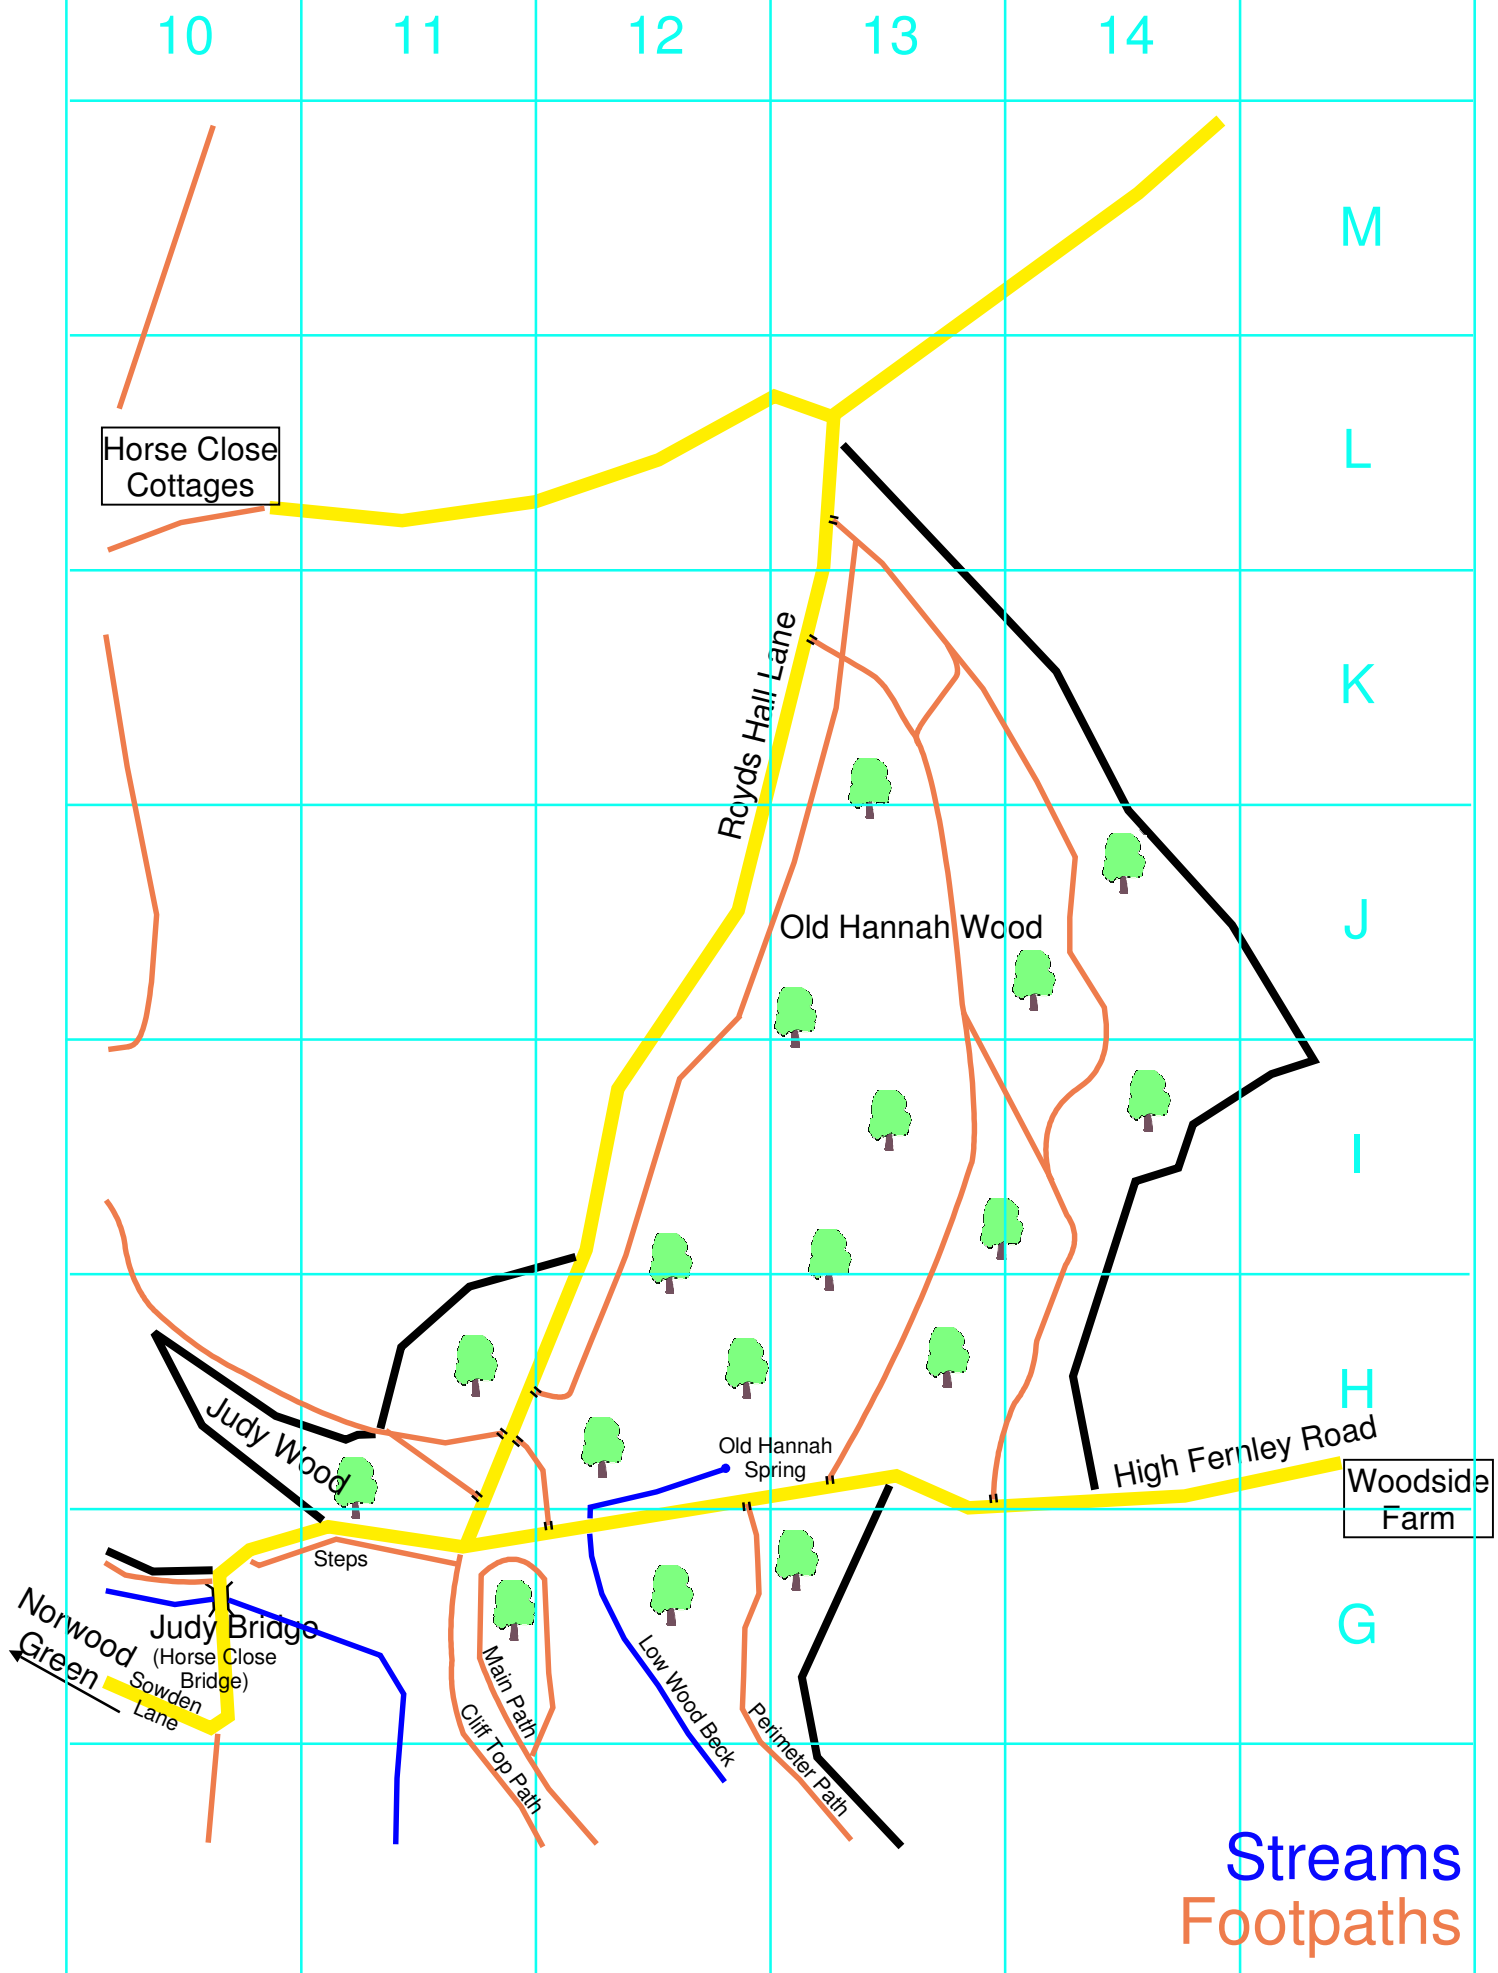 10 11 12 13 14
M
Horse Close
Cottages
L
Royds Hall Lane
K
Old Hannah Wood
J
I
H
Judy Wood
Old Hannah
Spring
High Fernley Road
Woodside
Farm
Steps
G
Norwood
Green
Judy Bridge
(Horse Close
Bridge)
Sowden
Lane
Main Path
Cliff Top Path
Low Wood Beck
Perimeter Path
Streams
Footpaths